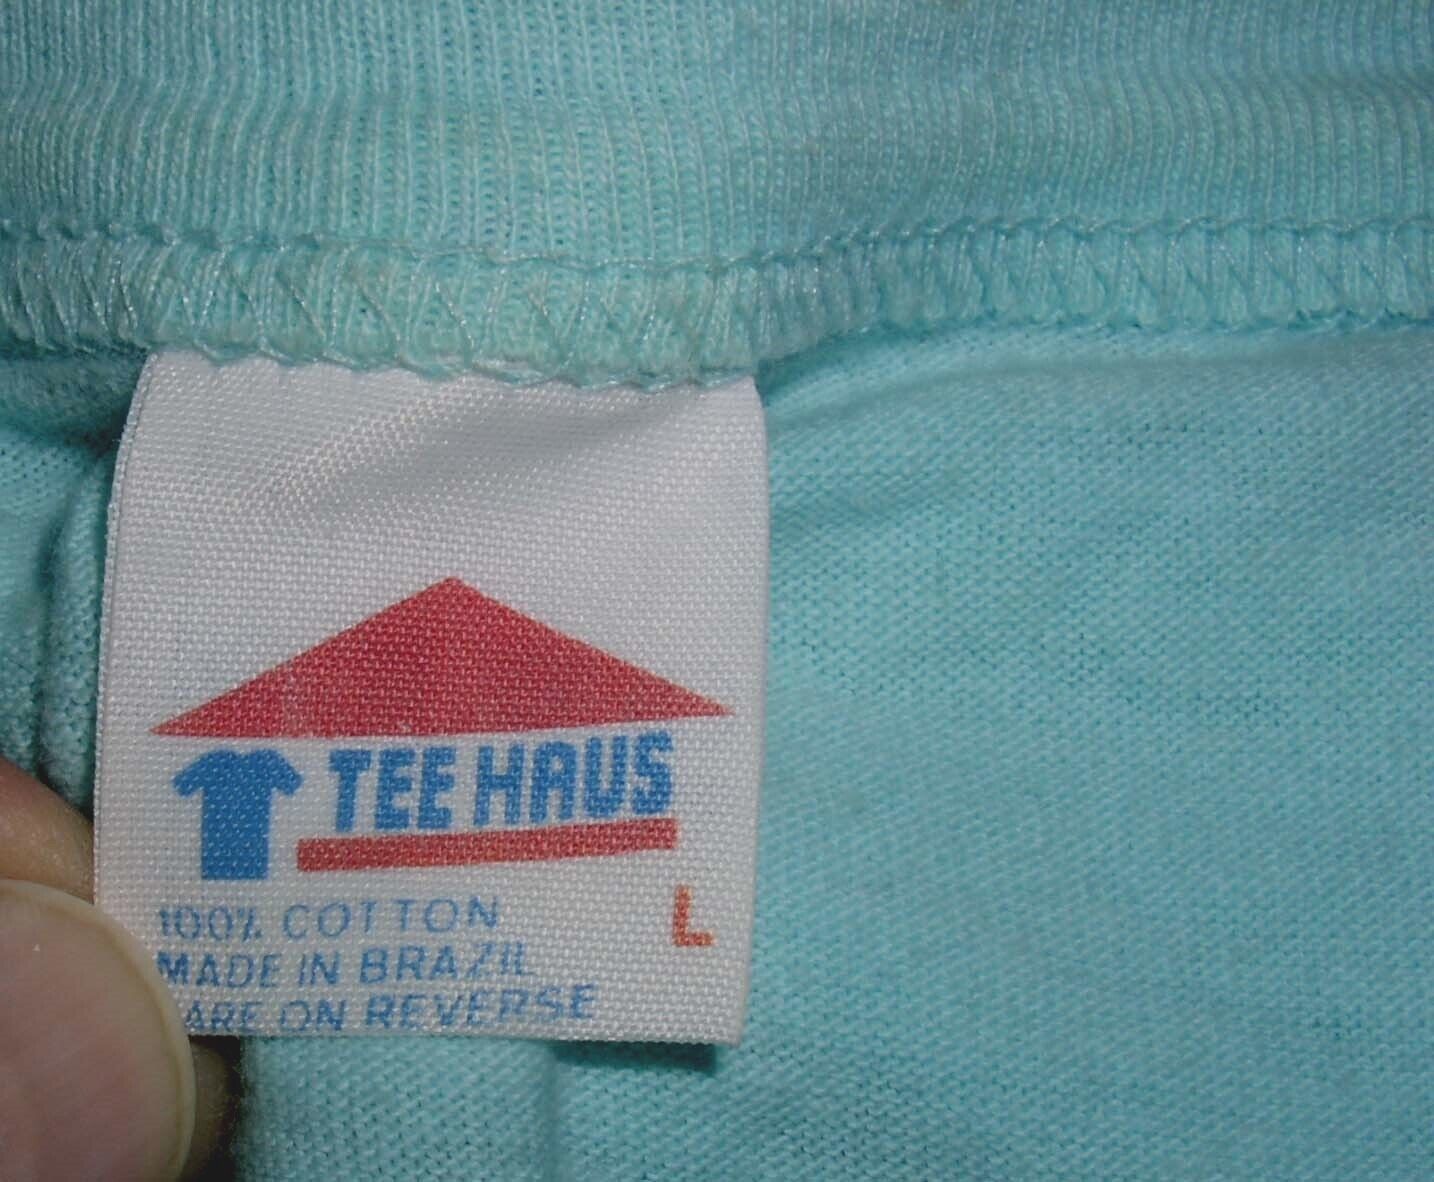 TEE HAUS
L
100% COTTON
MADE IN BRAZIL
CARE ON REVERSE